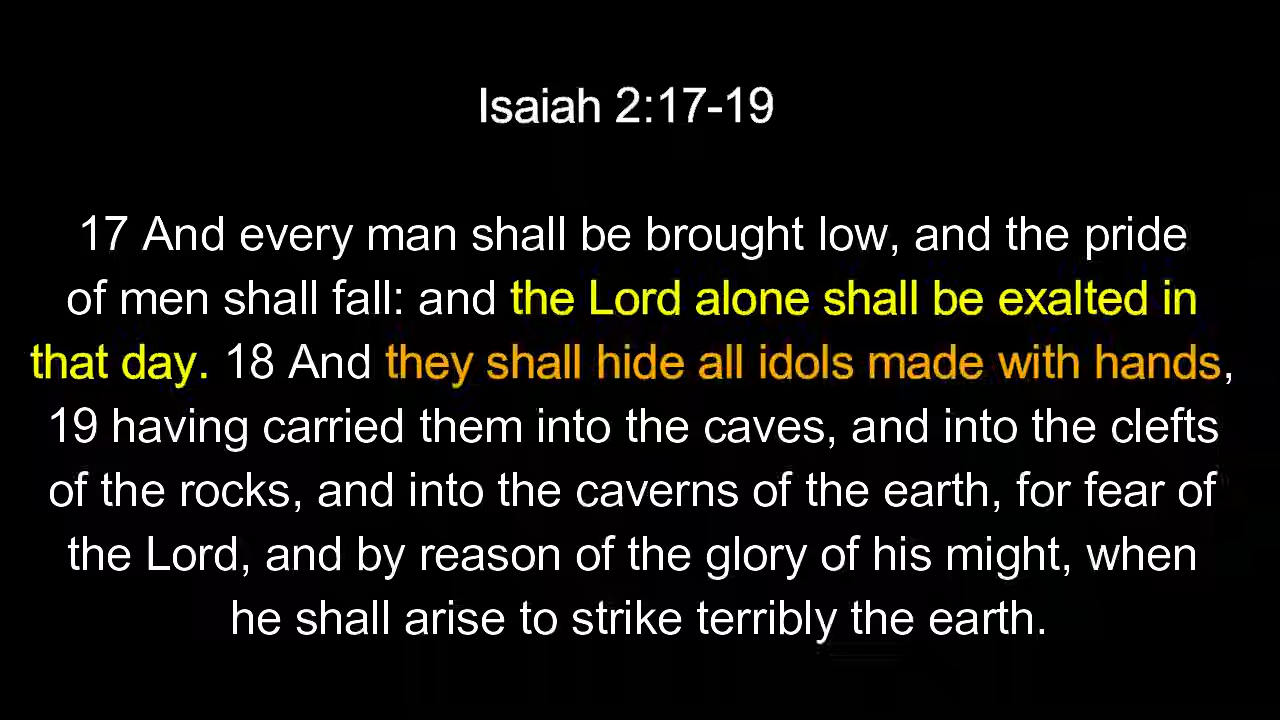 Isaiah 2:17-19
17 And every man shall be brought low, and the pride
of men shall fall: and the Lord alone shall be exalted in
that day. 18 And they shall hide all idols made with hands,
19 having carried them into the caves, and into the clefts
of the rocks, and into the caverns of the earth, for fear of
the Lord, and by reason of the glory of his might, when
he shall arise to strike terribly the earth.